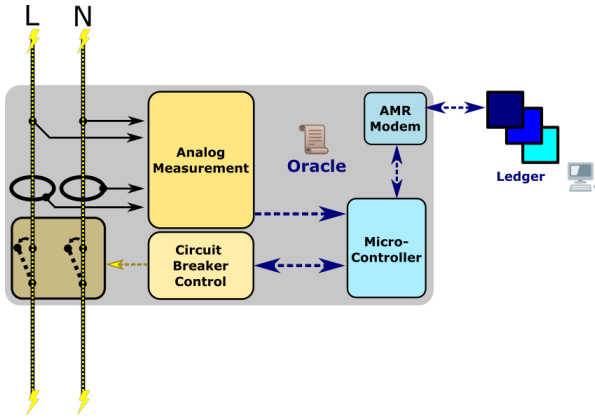 L N
AMR
Modem
Analog
Measurement
Oracle
Ledger
Circuit
Breaker
Control
Micro-
Controller